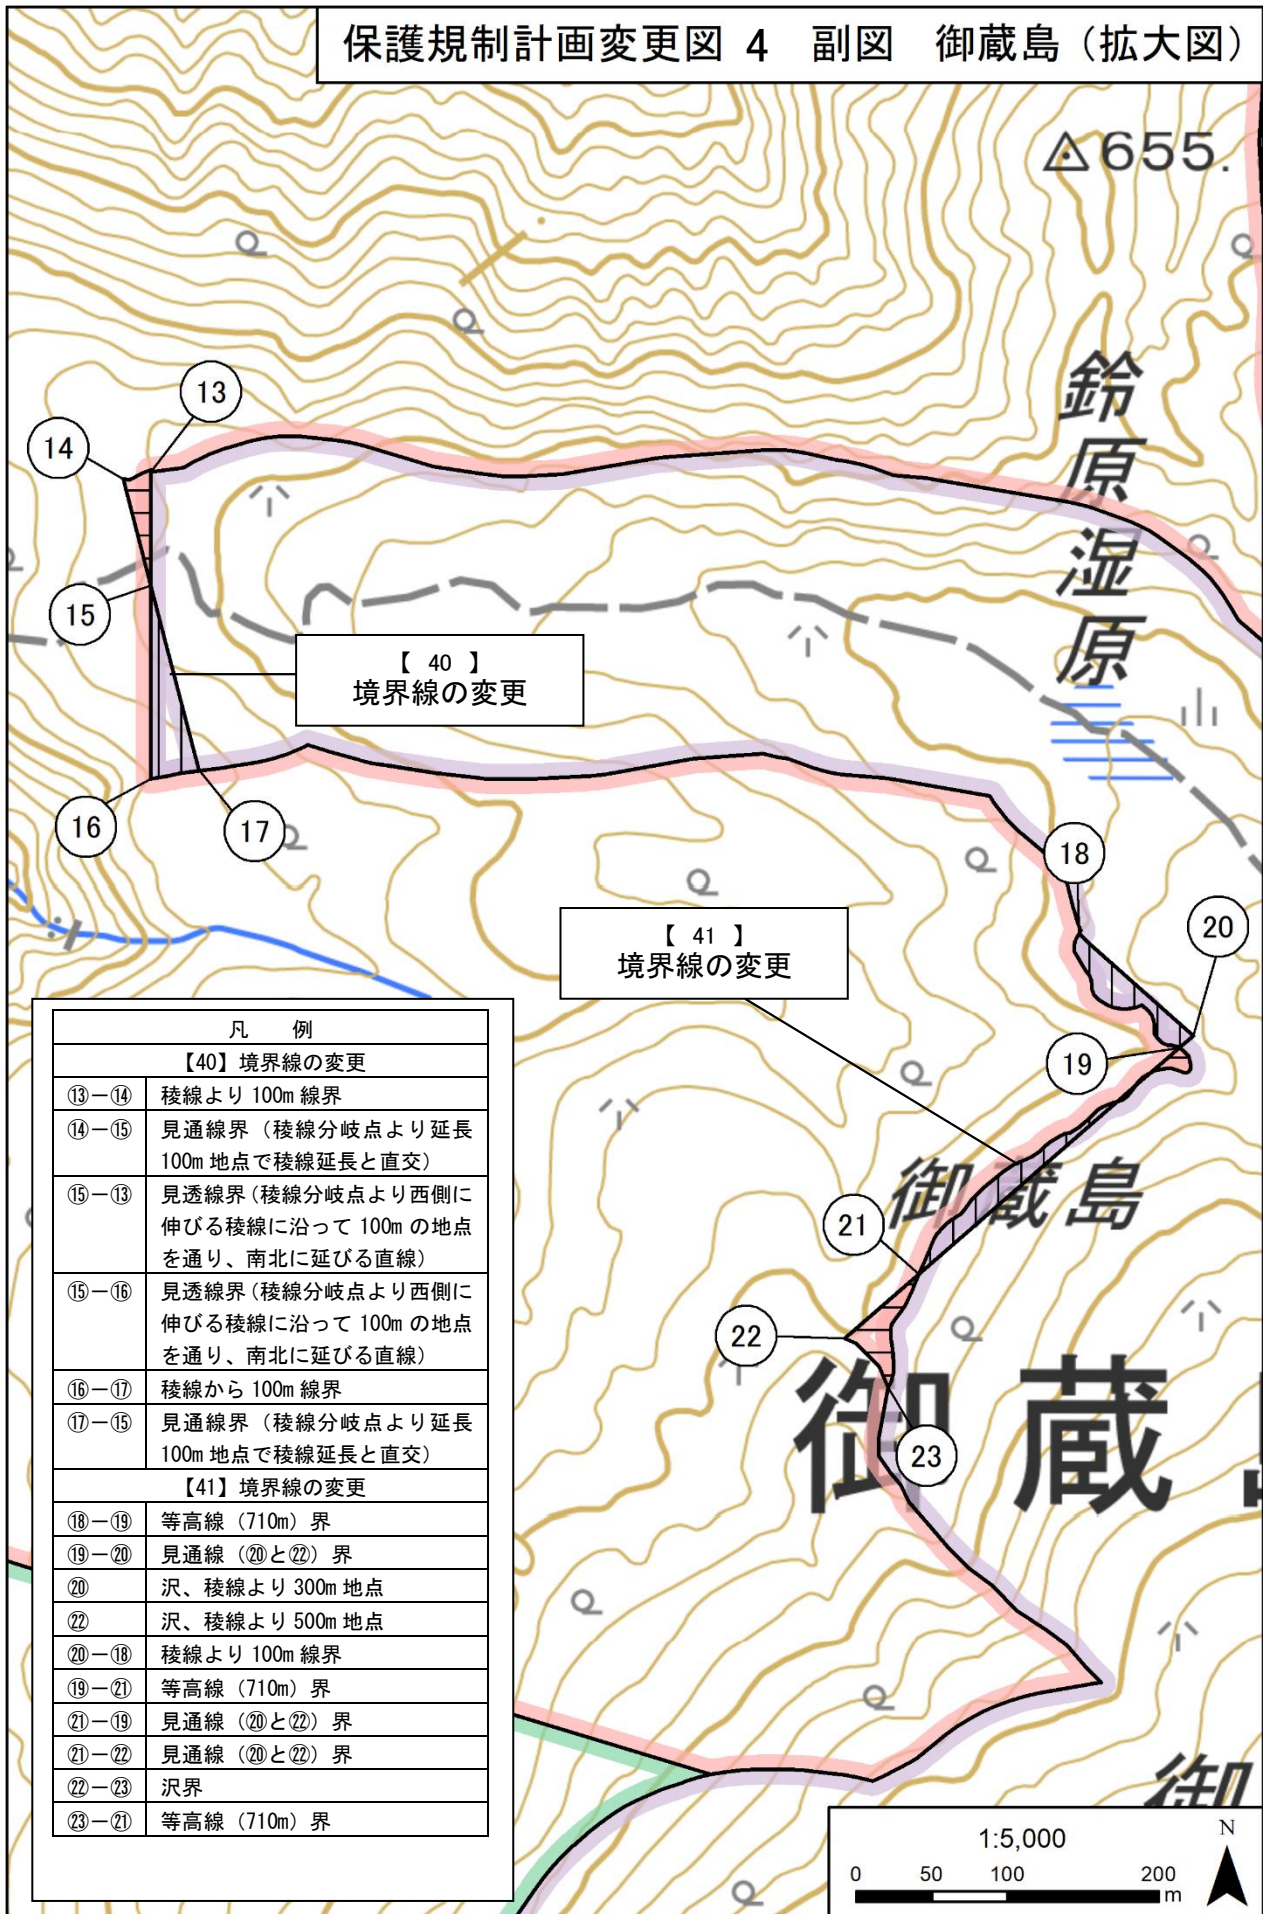 保護規制計画変更図 4　副図　御蔵島（拡大図）
655.
鈴原湿原
13
14
15
【 40 】
境界線の変更
16
17
18
【 41 】
境界線の変更
20
19
御蔵島
21
22
御蔵
23
御
凡　例
【40】境界線の変更
⑬－⑭ 稜線より 100m 線界
⑭－⑮ 見通線界（稜線分岐点より延長
100m 地点で稜線延長と直交）
⑮－⑬ 見透線界（稜線分岐点より西側に
伸びる稜線に沿って 100m の地点
を通り、南北に延びる直線）
⑮－⑯ 見透線界（稜線分岐点より西側に
伸びる稜線に沿って 100m の地点
を通り、南北に延びる直線）
⑯－⑰ 稜線から 100m 線界
⑰－⑮ 見通線界（稜線分岐点より延長
100m 地点で稜線延長と直交）
【41】境界線の変更
⑱－⑲ 等高線（710m）界
⑲－⑳ 見通線（⑳と㉒）界
⑳ 沢、稜線より 300m 地点
㉒ 沢、稜線より 500m 地点
⑳－⑱ 稜線より 100m 線界
⑲－㉑ 等高線（710m）界
㉑－⑲ 見通線（⑳と㉒）界
㉑－㉒ 見通線（⑳と㉒）界
㉒－㉓ 沢界
㉓－㉑ 等高線（710m）界
1:5,000
N
0 50 100 200
m